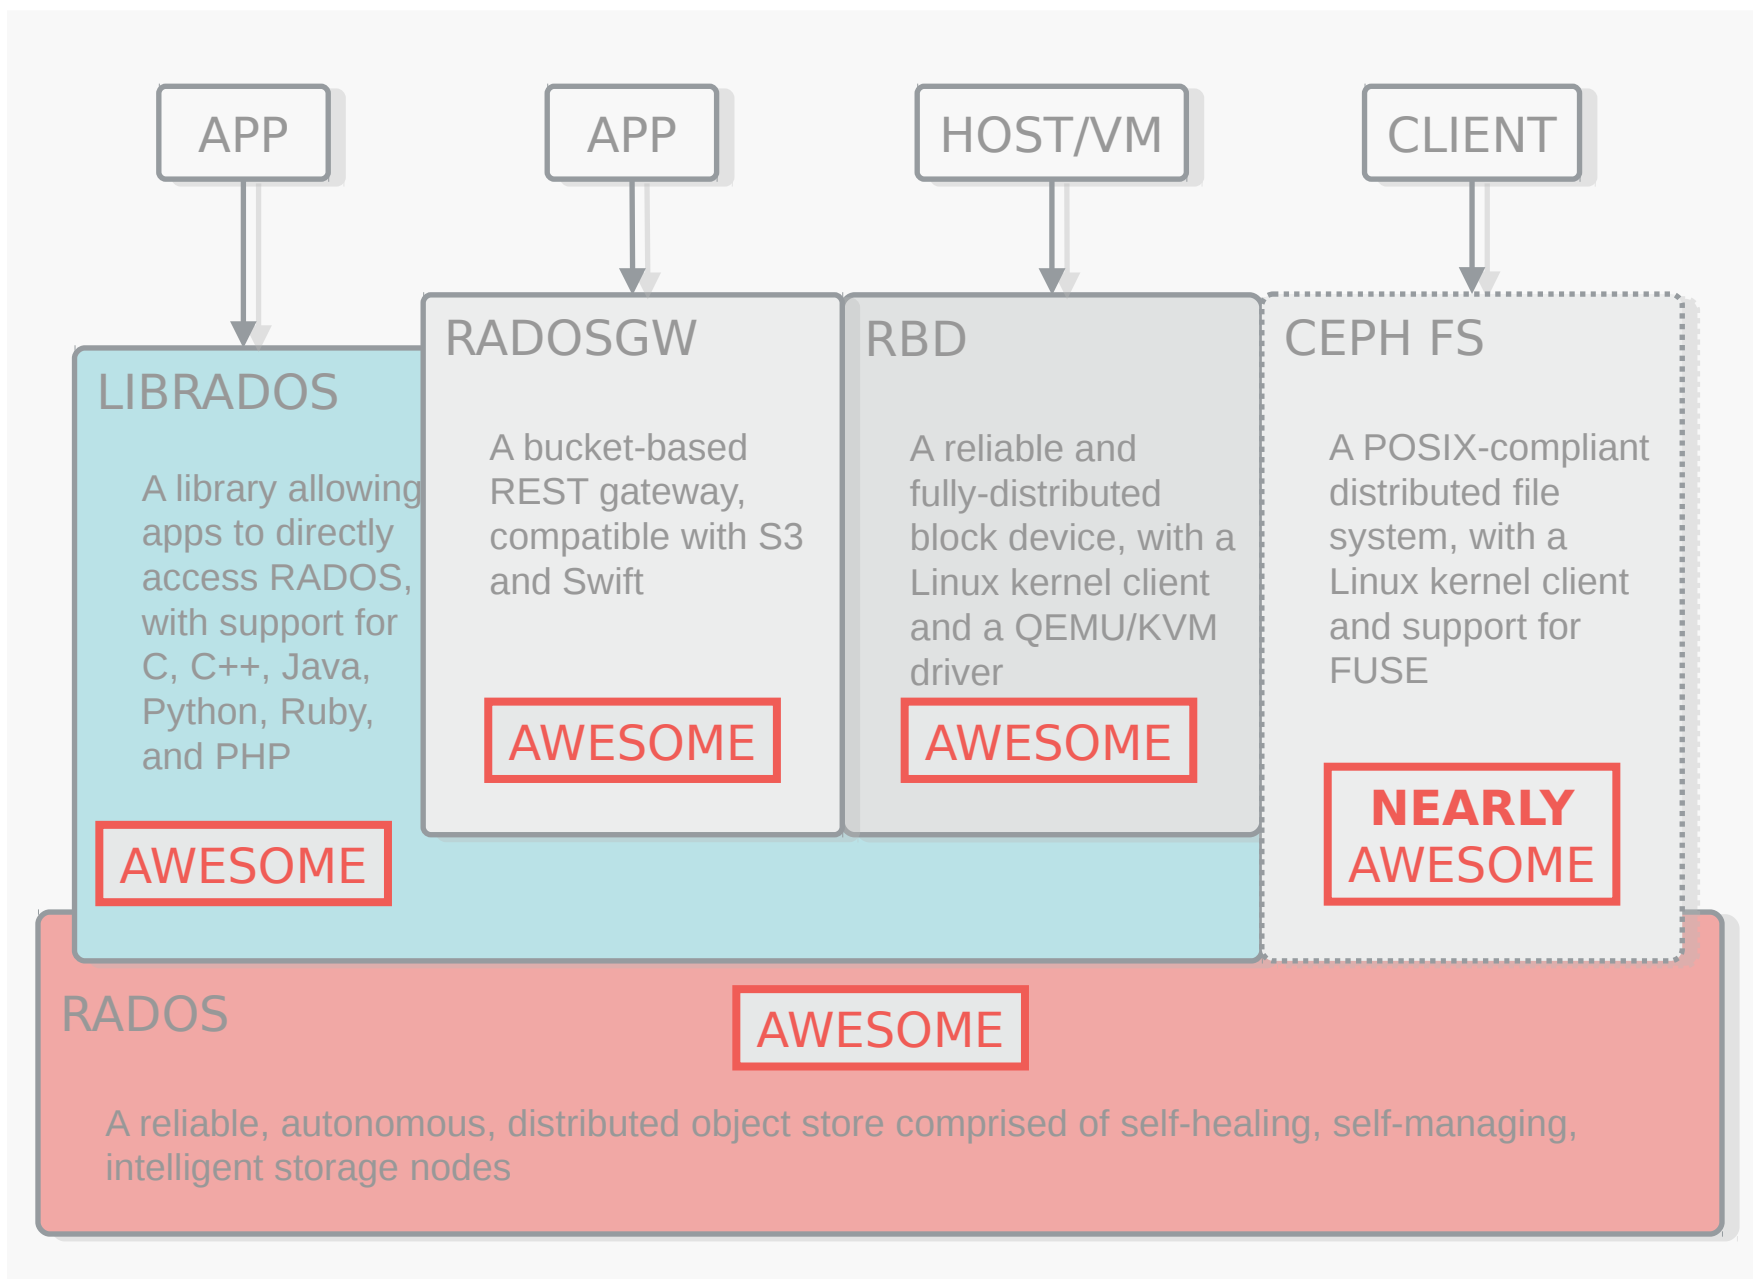 APP
APP
HOST/VM
CLIENT
LIBRADOS
A library allowing
apps to directly
access RADOS,
with support for
C, C++, Java,
Python, Ruby,
and PHP
AWESOME
RADOSGW
A bucket-based
REST gateway,
compatible with S3
and Swift
AWESOME
RBD
A reliable and
fully-distributed
block device, with a
Linux kernel client
and a QEMU/KVM
driver
AWESOME
CEPH FS
A POSIX-compliant
distributed file
system, with a
Linux kernel client
and support for
FUSE
NEARLY
AWESOME
RADOS
AWESOME
A reliable, autonomous, distributed object store comprised of self-healing, self-managing,
intelligent storage nodes